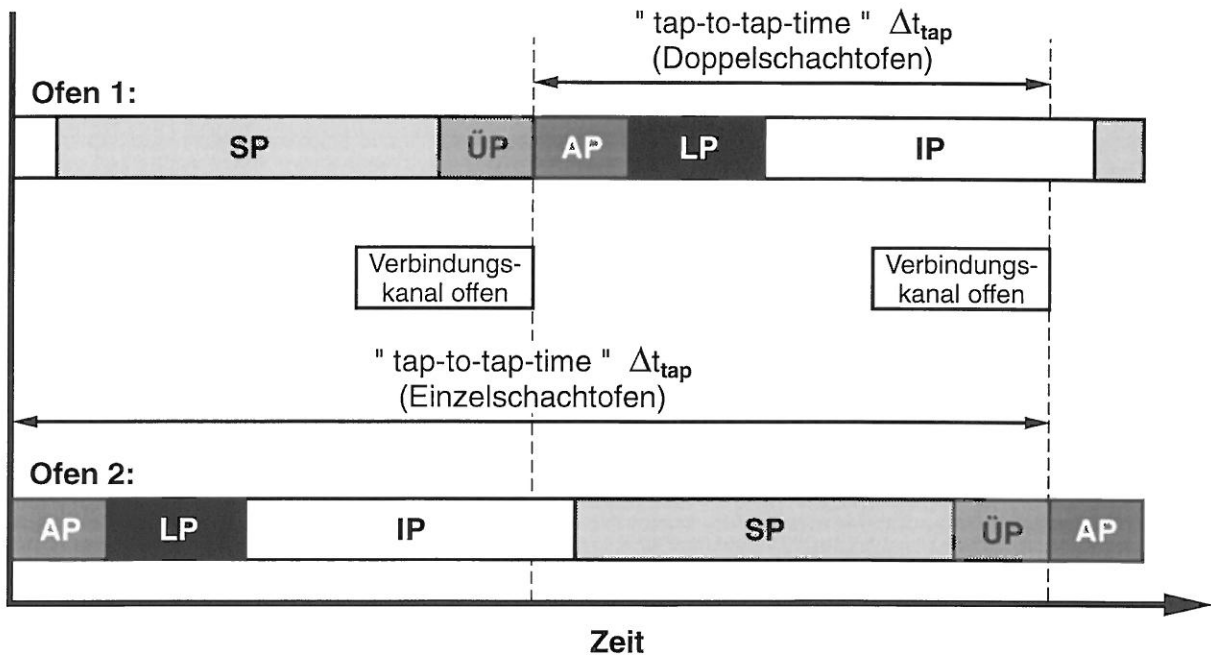 " tap-to-tap-time " Δt_tap
(Doppelschachtofen)
Ofen 1:
SP ÜP AP LP IP
Verbindungs-
kanal offen
Verbindungs-
kanal offen
" tap-to-tap-time " Δt_tap
(Einzelschachtofen)
Ofen 2:
AP LP IP SP ÜP AP
Zeit